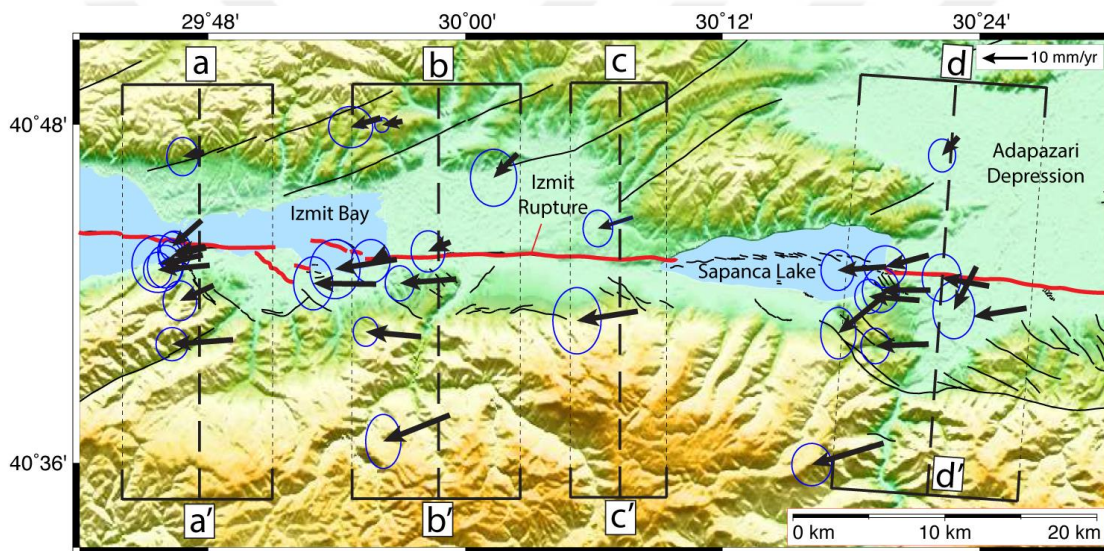 29˚48'
30˚00'
30˚12'
30˚24'
a
b
c
d
10 mm/yr
40˚48'
Adapazari
Depression
Izmit
Rupture
Izmit Bay
Sapanca Lake
40˚36'
a'
b'
c'
d'
0 km
10 km
20 km